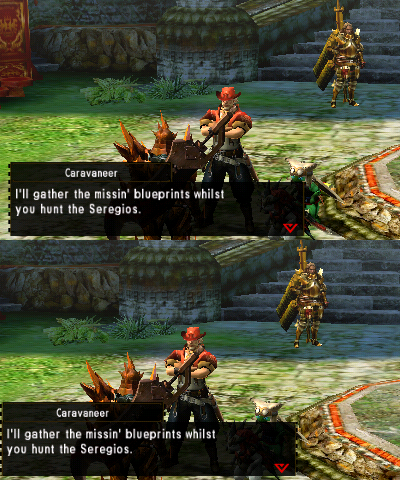 Caravaneer
I'll gather the missin' blueprints whilst
you hunt the Seregios.
Caravaneer
I'll gather the missin' blueprints whilst
you hunt the Seregios.